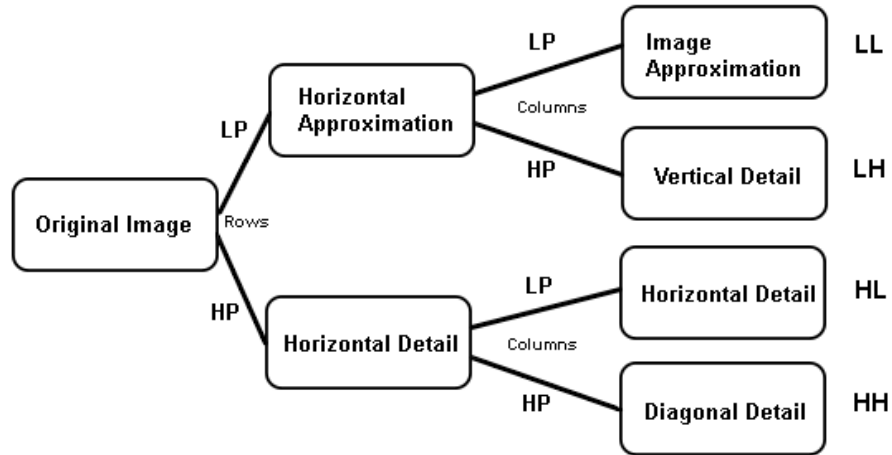 LP
Image
Approximation
LL
Horizontal
Approximation
Columns
LP
HP
Vertical Detail
LH
Original Image
Rows
HP
LP
Horizontal Detail
HL
Horizontal Detail
Columns
HP
Diagonal Detail
HH